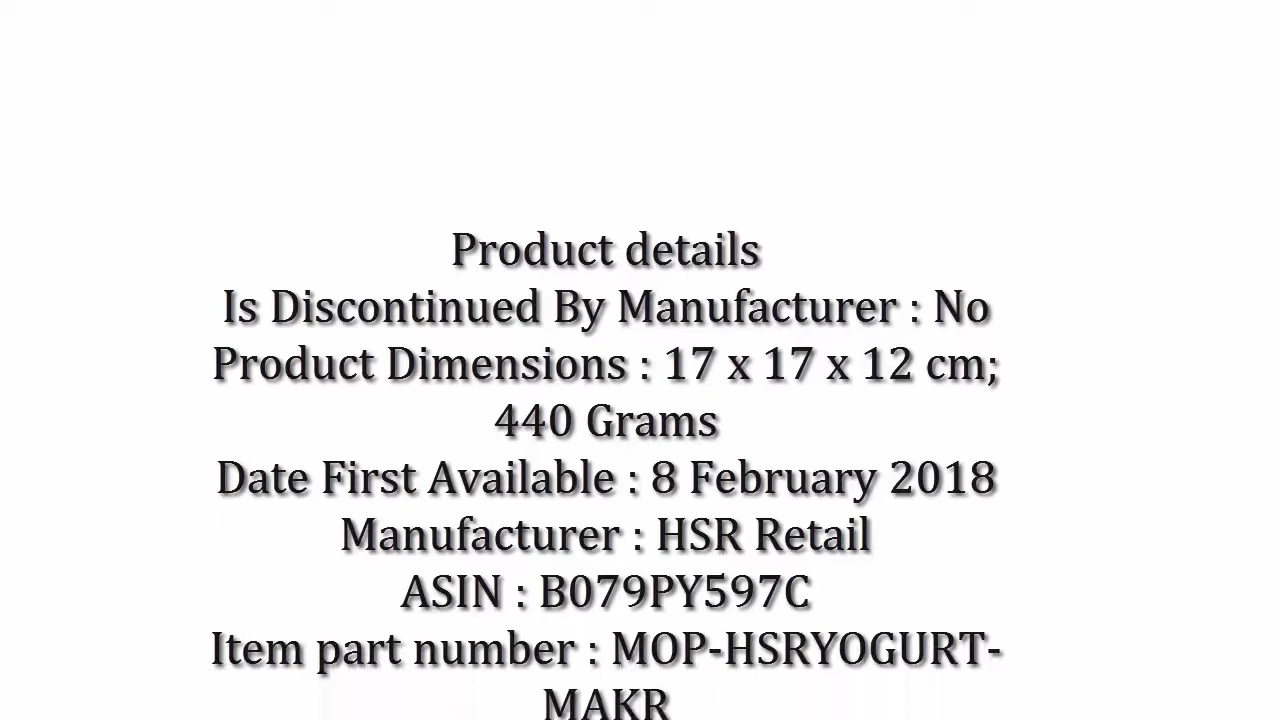 Product details
Is Discontinued By Manufacturer : No
Product Dimensions : 17 x 17 x 12 cm;
440 Grams
Date First Available : 8 February 2018
Manufacturer : HSR Retail
ASIN : B079PY597C
Item part number : MOP-HSRYOGURT-
MAKR